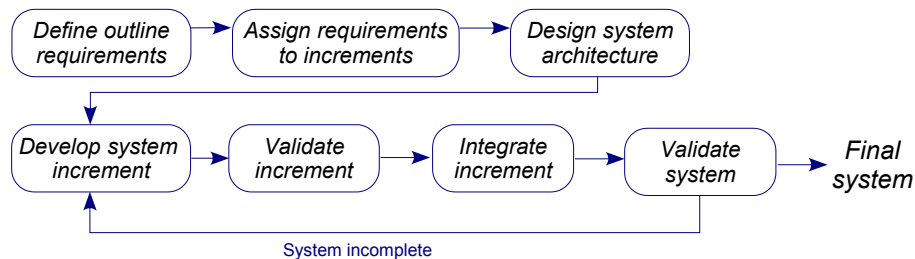 Define outline
requirements
Assign requirements
to increments
Design system
architecture
Develop system
increment
Validate
increment
Integrate
increment
Validate
system
Final
system
System incomplete